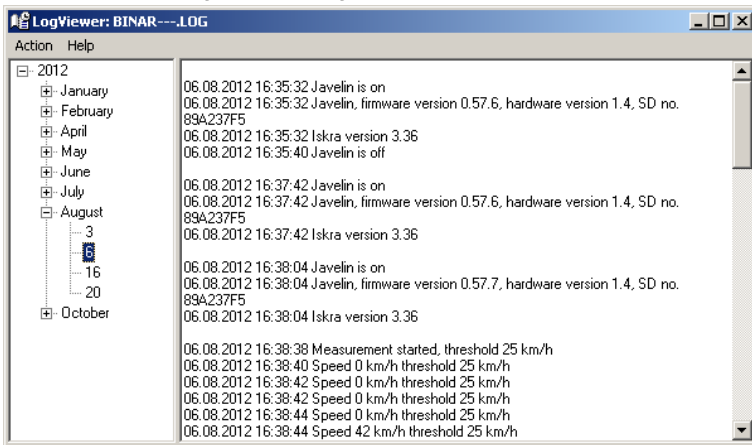 LogViewer: BINAR---.LOG
Action Help
2012
January
February
April
May
June
July
August
3
6
16
20
October
06.08.2012 16:35:32 Javelin is on
06.08.2012 16:35:32 Javelin, firmware version 0.57.6, hardware version 1.4, SD no.
89A237F5
06.08.2012 16:35:32 Iskra version 3.36
06.08.2012 16:35:40 Javelin is off
06.08.2012 16:37:42 Javelin is on
06.08.2012 16:37:42 Javelin, firmware version 0.57.6, hardware version 1.4, SD no.
89A237F5
06.08.2012 16:37:42 Iskra version 3.36
06.08.2012 16:38:04 Javelin is on
06.08.2012 16:38:04 Javelin, firmware version 0.57.7, hardware version 1.4, SD no.
89A237F5
06.08.2012 16:38:04 Iskra version 3.36
06.08.2012 16:38:38 Measurement started, threshold 25 km/h
06.08.2012 16:38:40 Speed 0 km/h threshold 25 km/h
06.08.2012 16:38:42 Speed 0 km/h threshold 25 km/h
06.08.2012 16:38:42 Speed 0 km/h threshold 25 km/h
06.08.2012 16:38:44 Speed 0 km/h threshold 25 km/h
06.08.2012 16:38:44 Speed 42 km/h threshold 25 km/h